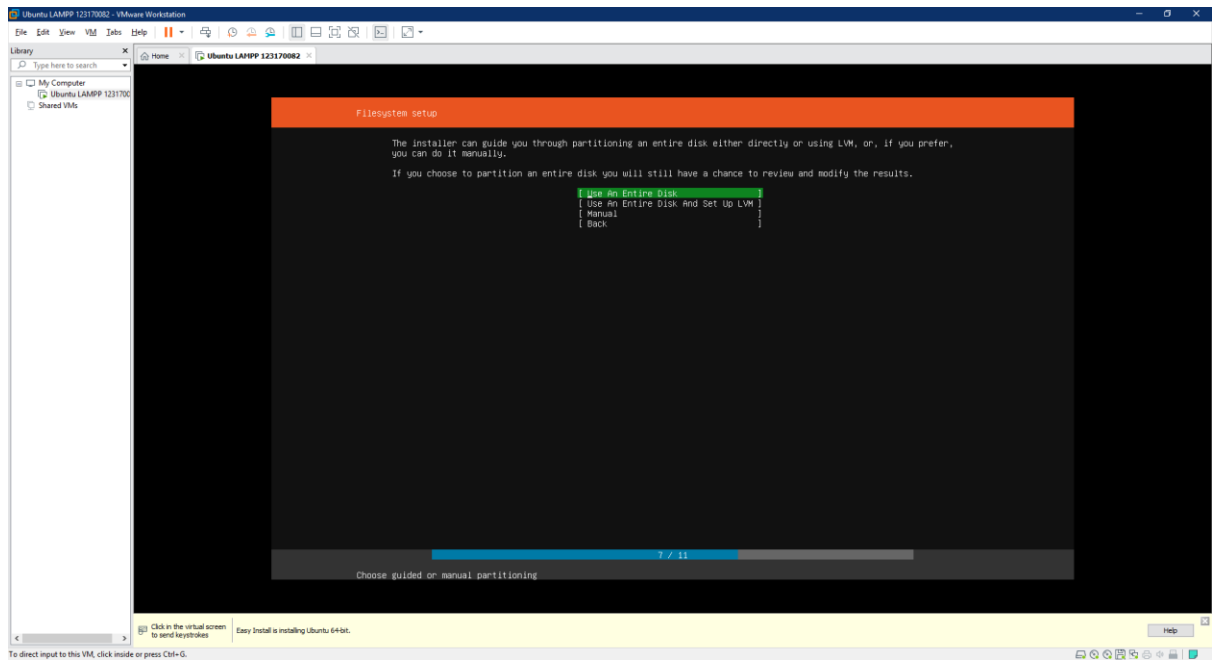 Ubuntu LAMPP 123170082 - VMware Workstation
File Edit View VM Tabs Help
Library
Home
Ubuntu LAMPP 123170082
Type here to search
My Computer
Ubuntu LAMPP 123170
Shared VMs
Filesystem setup
The installer can guide you through partitioning an entire disk either directly or using LVM, or, if you prefer,
you can do it manually.
If you choose to partition an entire disk you will still have a chance to review and modify the results.
[ Use An Entire Disk ]
[ Use An Entire Disk And Set Up LVM ]
[ Manual ]
[ Back ]
7 / 11
Choose guided or manual partitioning
Click in the virtual screen
to send keystrokes
Easy Install is installing Ubuntu 64-bit.
Help
To direct input to this VM, click inside or press Ctrl+G.